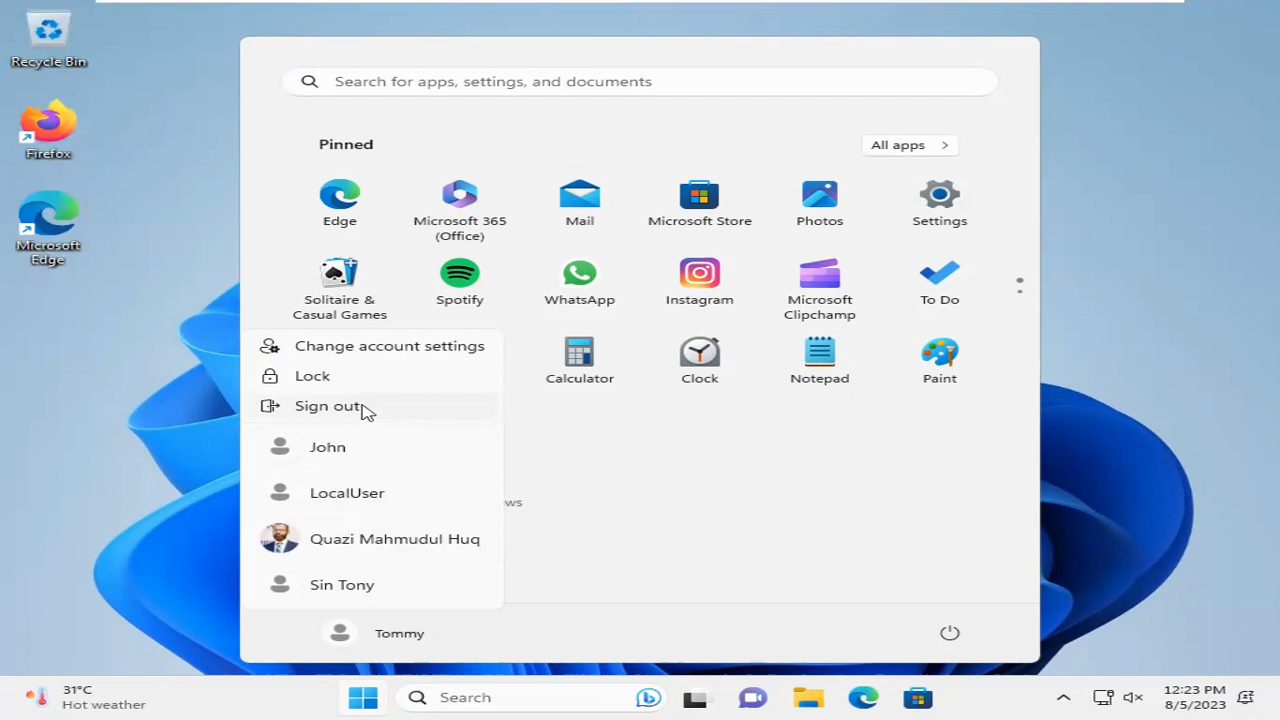 Recycle Bin
Firefox
Microsoft
Edge
Search for apps, settings, and documents
Pinned
All apps
Edge
Microsoft 365
(Office)
Mail
Microsoft Store
Photos
Settings
Solitaire &
Casual Games
Spotify
WhatsApp
Instagram
Microsoft
Clipchamp
To Do
Calculator
Clock
Notepad
Paint
Change account settings
Lock
Sign out
John
LocalUser
ws
Quazi Mahmudul Huq
Sin Tony
Tommy
31°C
Hot weather
Search
12:23 PM
8/5/2023